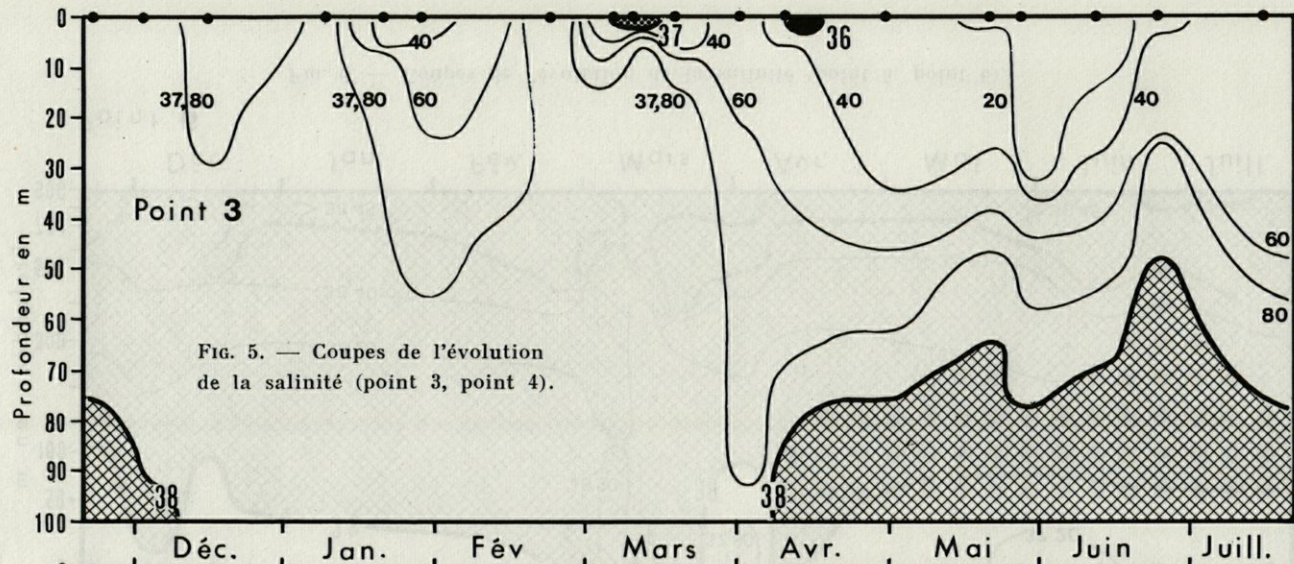 0
37 40 36
40
10
37,80 37,80 60 37,80 60 40 20 40
20
30
Point 3
40
50
60
80
60
FIG. 5. — Coupes de l'évolution
de la salinité (point 3, point 4).
70
80
90
38 38
100
Profondeur en m
Déc. Jan. Fév Mars Avr. Mai Juin Juill.